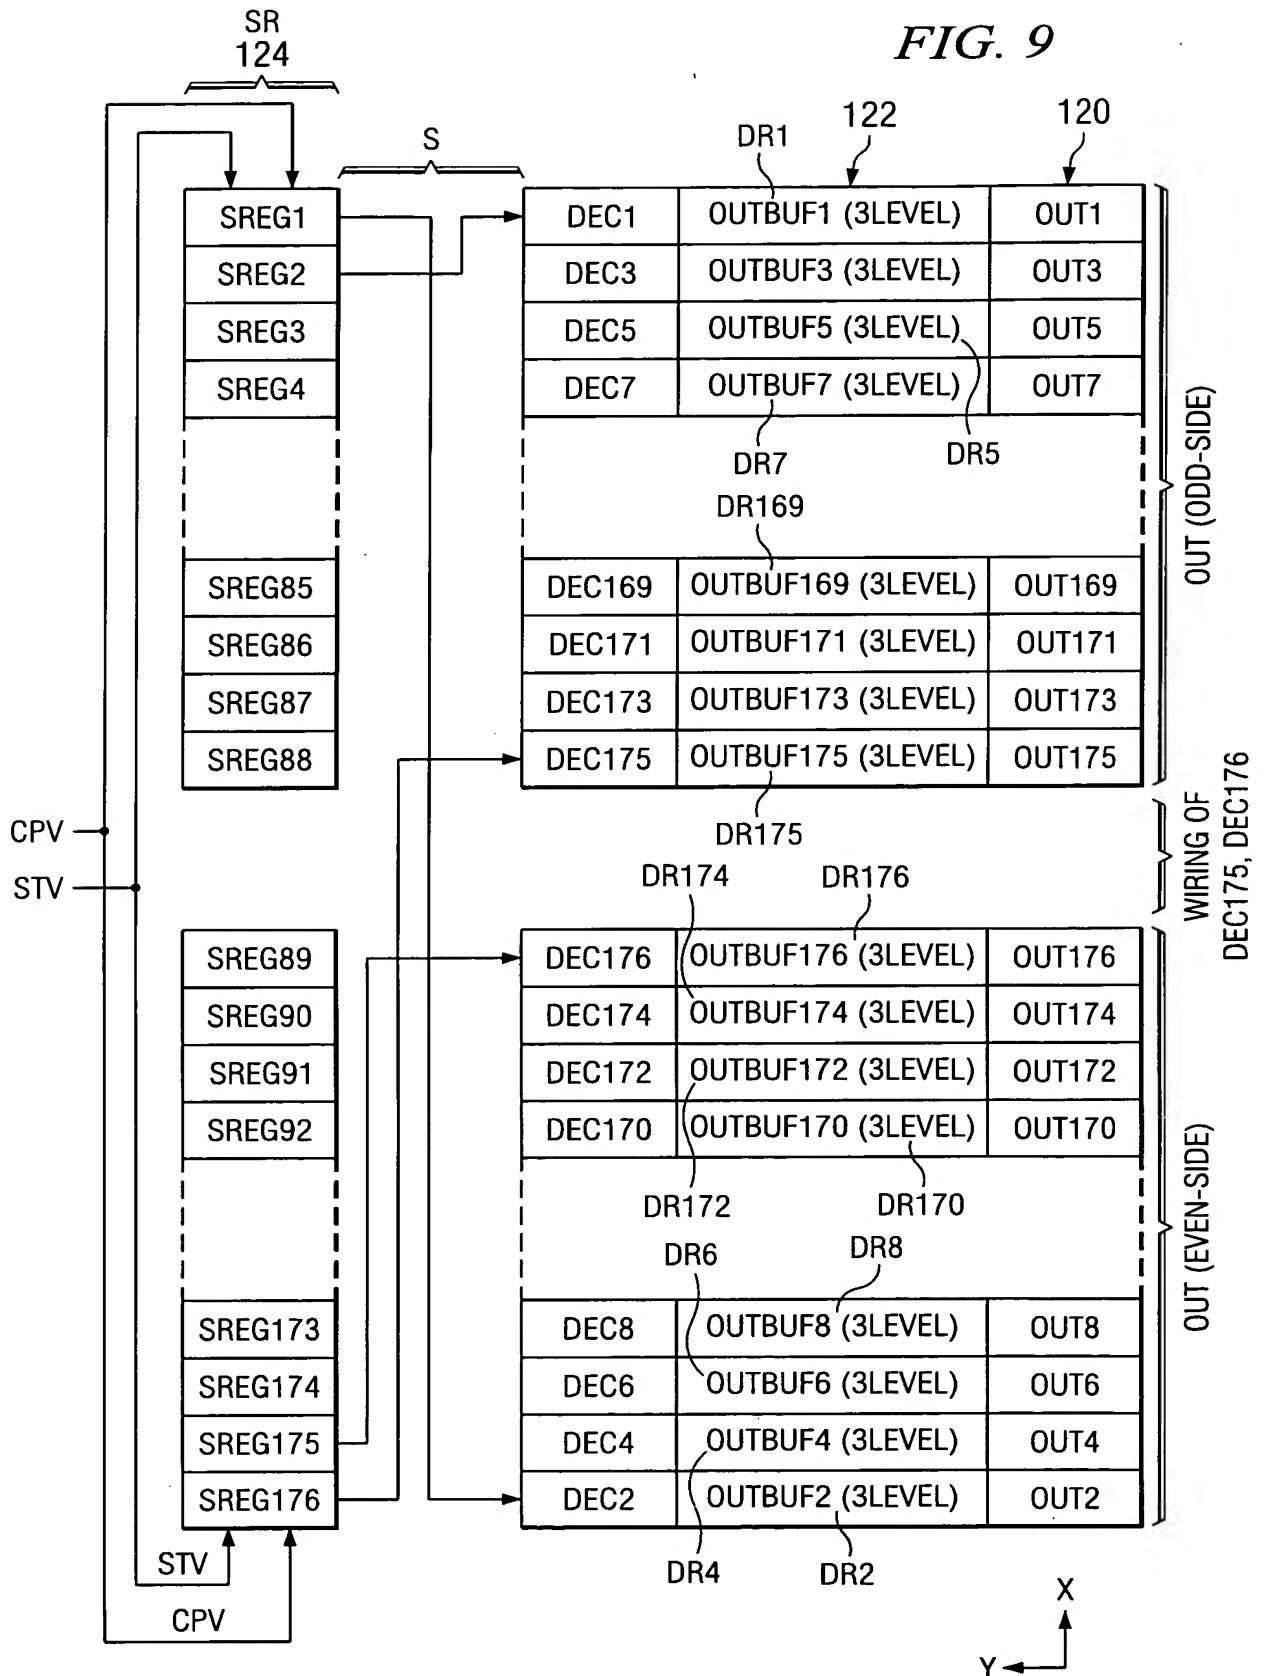 SR
124
FIG. 9
S
DR1
122
120
SREG1
DEC1
OUTBUF1 (3LEVEL)
OUT1
SREG2
DEC3
OUTBUF3 (3LEVEL)
OUT3
SREG3
DEC5
OUTBUF5 (3LEVEL)
OUT5
SREG4
DEC7
OUTBUF7 (3LEVEL)
OUT7
DR7
DR5
OUT (ODD-SIDE)
DR169
SREG85
DEC169
OUTBUF169 (3LEVEL)
OUT169
SREG86
DEC171
OUTBUF171 (3LEVEL)
OUT171
SREG87
DEC173
OUTBUF173 (3LEVEL)
OUT173
SREG88
DEC175
OUTBUF175 (3LEVEL)
OUT175
CPV
DR175
STV
DR174
DR176
WIRING OF
DEC175, DEC176
SREG89
DEC176
OUTBUF176 (3LEVEL)
OUT176
SREG90
DEC174
OUTBUF174 (3LEVEL)
OUT174
SREG91
DEC172
OUTBUF172 (3LEVEL)
OUT172
SREG92
DEC170
OUTBUF170 (3LEVEL)
OUT170
DR172
DR170
OUT (EVEN-SIDE)
DR6
DR8
SREG173
DEC8
OUTBUF8 (3LEVEL)
OUT8
SREG174
DEC6
OUTBUF6 (3LEVEL)
OUT6
SREG175
DEC4
OUTBUF4 (3LEVEL)
OUT4
SREG176
DEC2
OUTBUF2 (3LEVEL)
OUT2
STV
DR4
DR2
CPV
X
Y